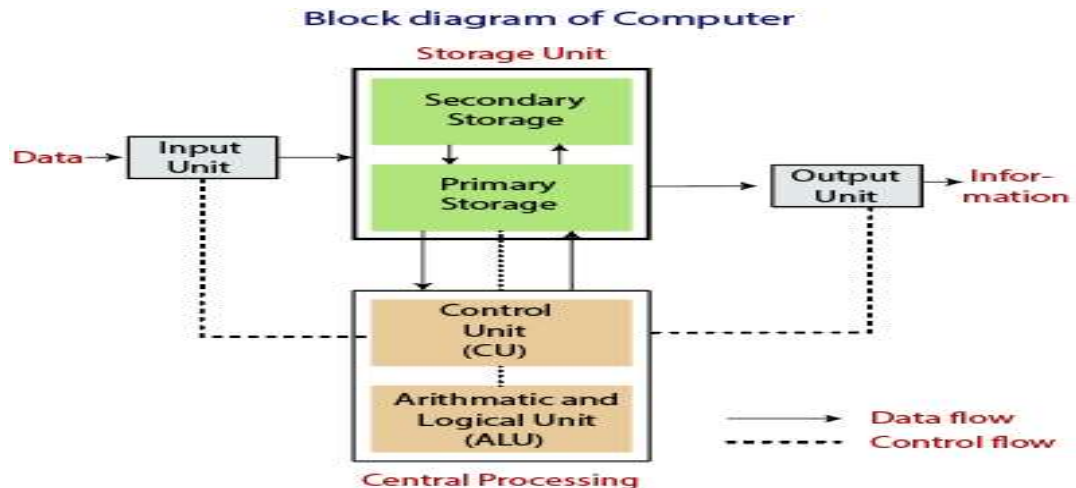 Block diagram of Computer
Storage Unit
Secondary
Storage
Data
Input
Unit
Primary
Storage
Output
Unit
Infor-
mation
Control
Unit
(CU)
Arithmatic and
Logical Unit
(ALU)
Data flow
Control flow
Central Processing